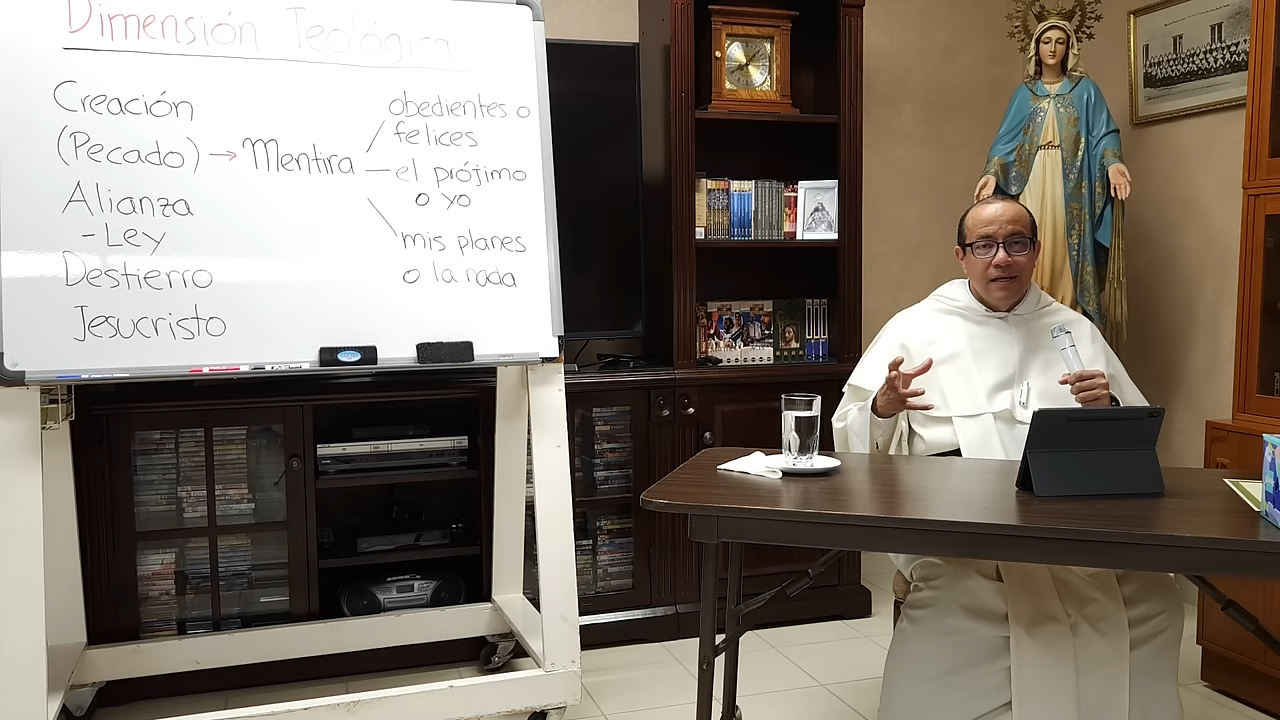 Dimensión Teológica
Creación
(Pecado) → Mentira
Alianza
- Ley
Destierro
Jesucristo
obedientes o
felices
el prójimo
o yo
mis planes
o la nada